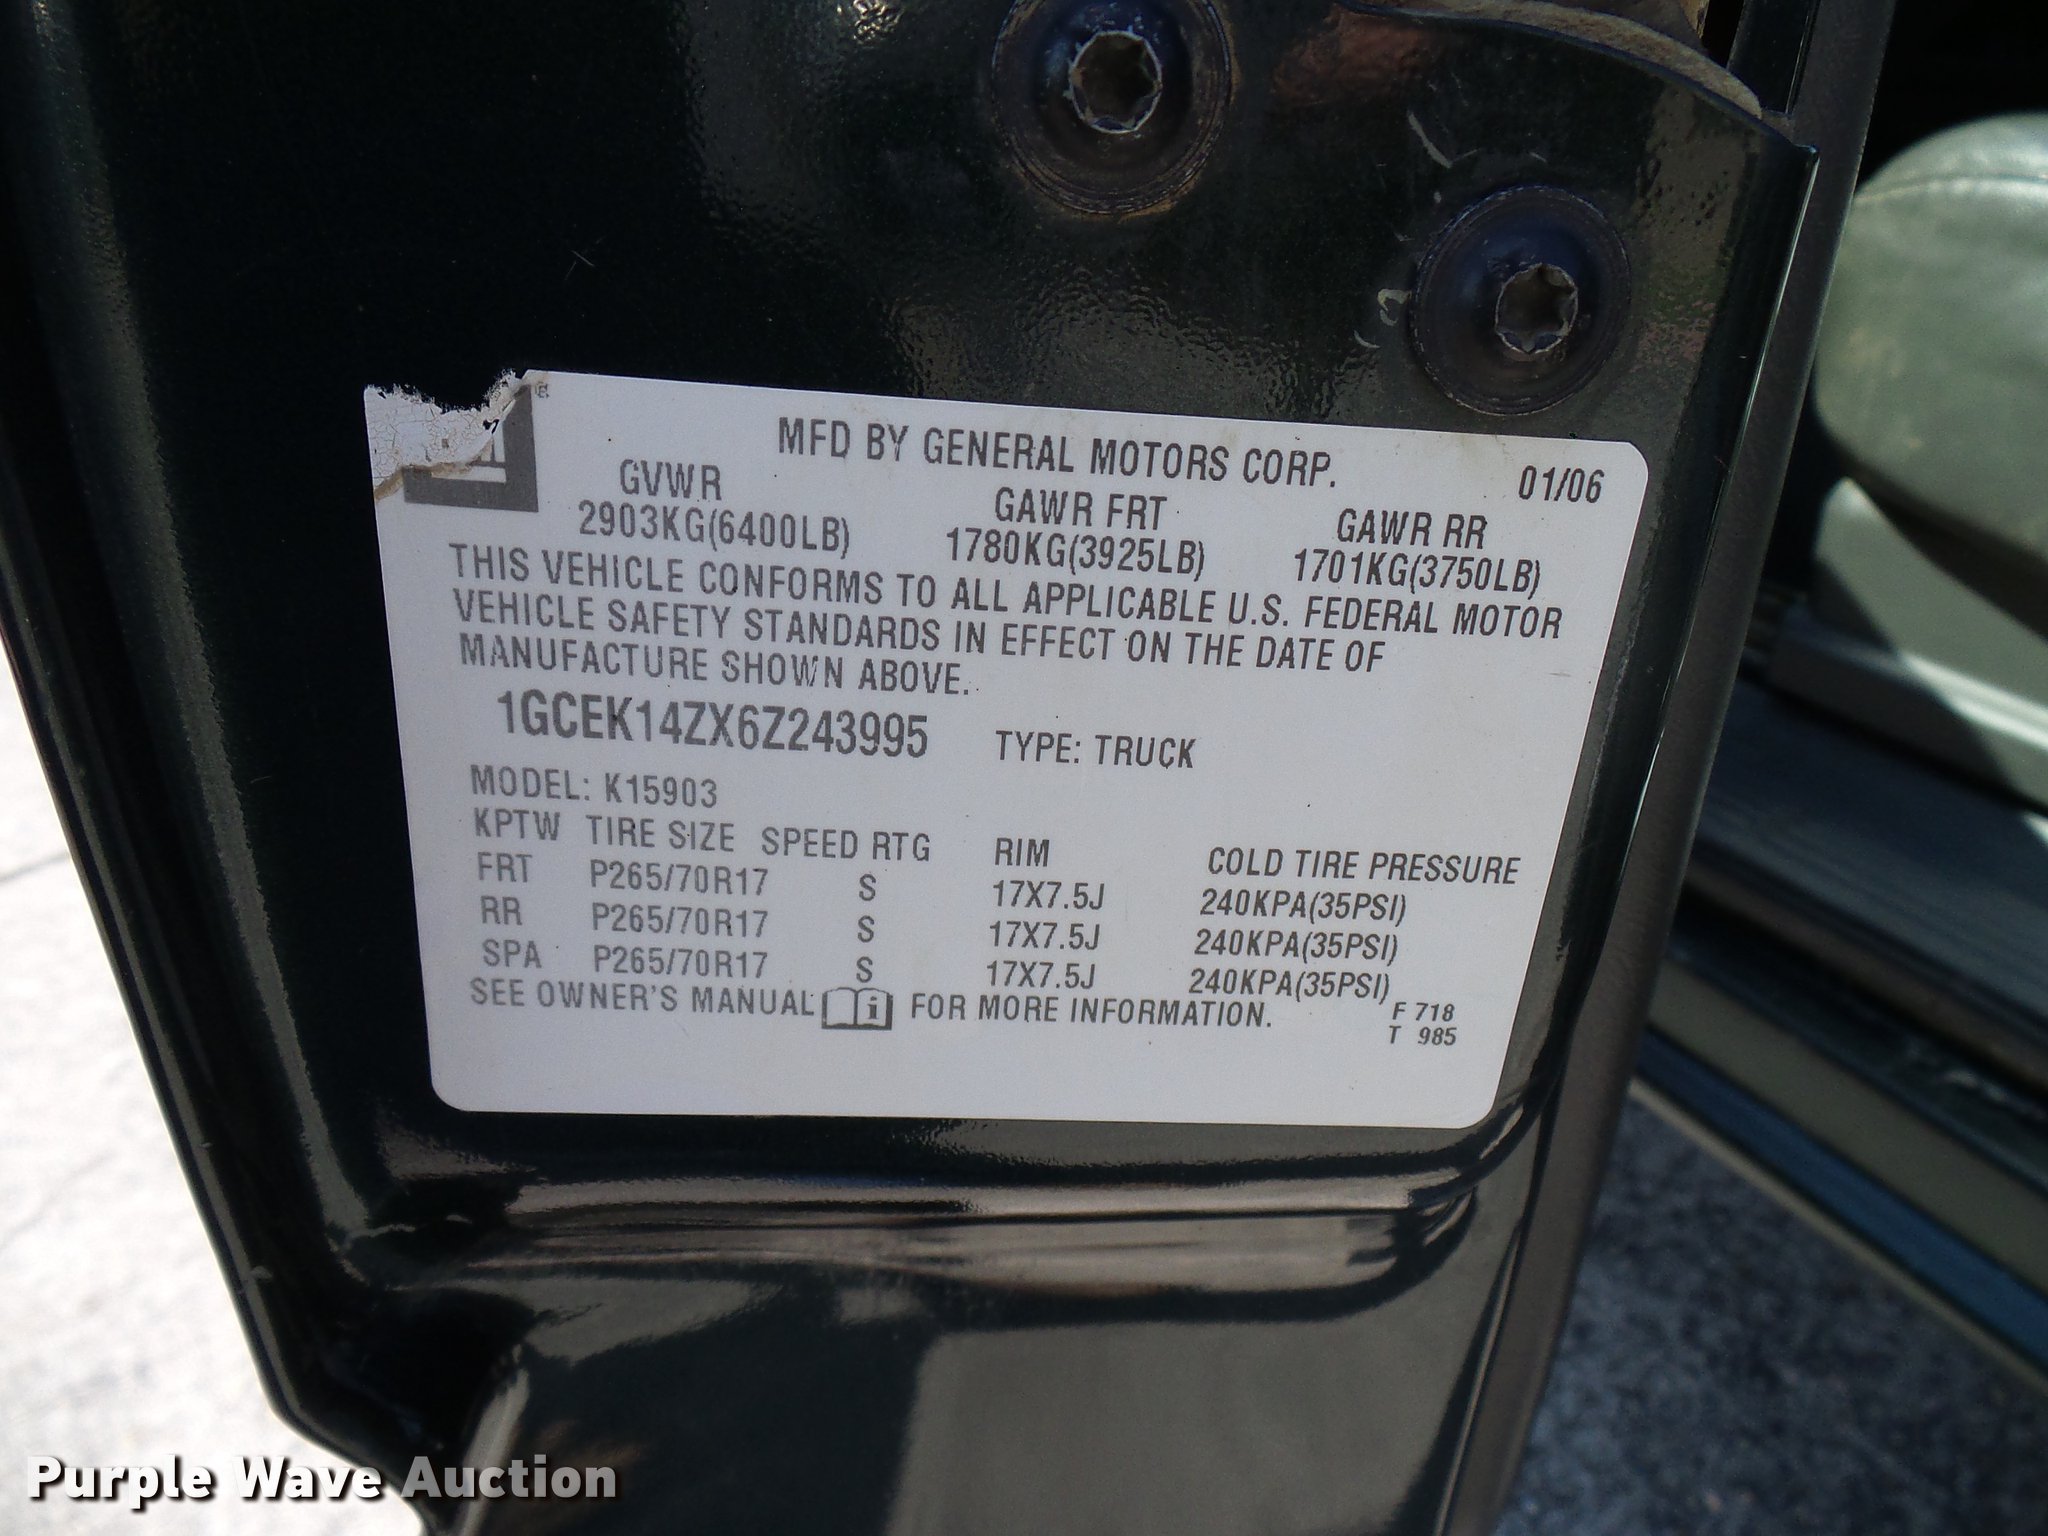 MFD BY GENERAL MOTORS CORP.
01/06
GVWR GAWR FRT GAWR RR
2903KG(6400LB) 1780KG(3925LB) 1701KG(3750LB)
THIS VEHICLE CONFORMS TO ALL APPLICABLE U.S. FEDERAL MOTOR
VEHICLE SAFETY STANDARDS IN EFFECT ON THE DATE OF
MANUFACTURE SHOWN ABOVE.
1GCEK14ZX6Z243995 TYPE: TRUCK
MODEL: K15903
KPTW TIRE SIZE SPEED RTG RIM COLD TIRE PRESSURE
FRT P265/70R17 S 17X7.5J 240KPA(35PSI)
RR P265/70R17 S 17X7.5J 240KPA(35PSI)
SPA P265/70R17 S 17X7.5J 240KPA(35PSI)
SEE OWNER'S MANUAL i FOR MORE INFORMATION.
F 718
T 985
Purple Wave Auction